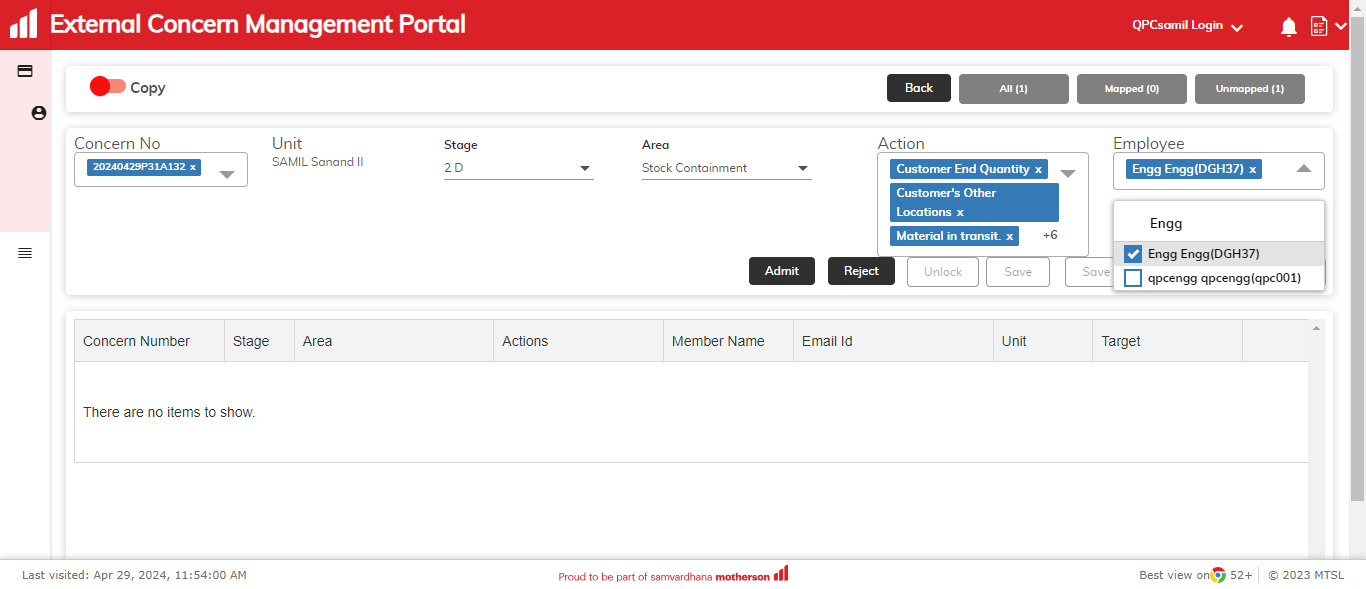 External Concern Management Portal
QPCsamil Login
Copy
Back
All (1)
Mapped (0)
Unmapped (1)
Concern No
Unit
Stage
Area
Action
Employee
20240429P31A132 x
SAMIL Sanand II
2 D
Stock Containment
Customer End Quantity x
Customer's Other
Locations x
Material in transit. x
+6
Engg Engg(DGH37) x
Engg
Engg Engg(DGH37)
qpcengg qpcengg(qpc001)
Admit
Reject
Unlock
Save
Save
Concern Number
Stage
Area
Actions
Member Name
Email Id
Unit
Target
There are no items to show.
Last visited: Apr 29, 2024, 11:54:00 AM
Proud to be part of samvardhana motherson
Best view on 52+
© 2023 MTSL